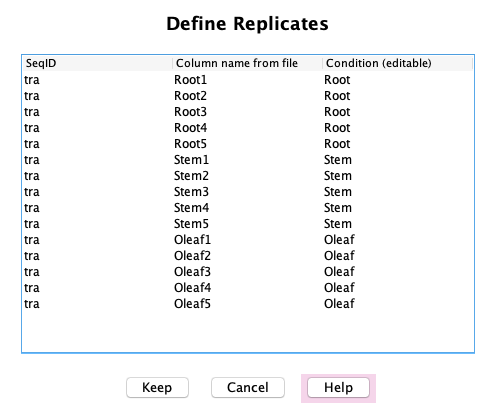 Define Replicates
SeqID Column name from file Condition (editable)
tra Root1 Root
tra Root2 Root
tra Root3 Root
tra Root4 Root
tra Root5 Root
tra Stem1 Stem
tra Stem2 Stem
tra Stem3 Stem
tra Stem4 Stem
tra Stem5 Stem
tra Oleaf1 Oleaf
tra Oleaf2 Oleaf
tra Oleaf3 Oleaf
tra Oleaf4 Oleaf
tra Oleaf5 Oleaf
Keep Cancel Help